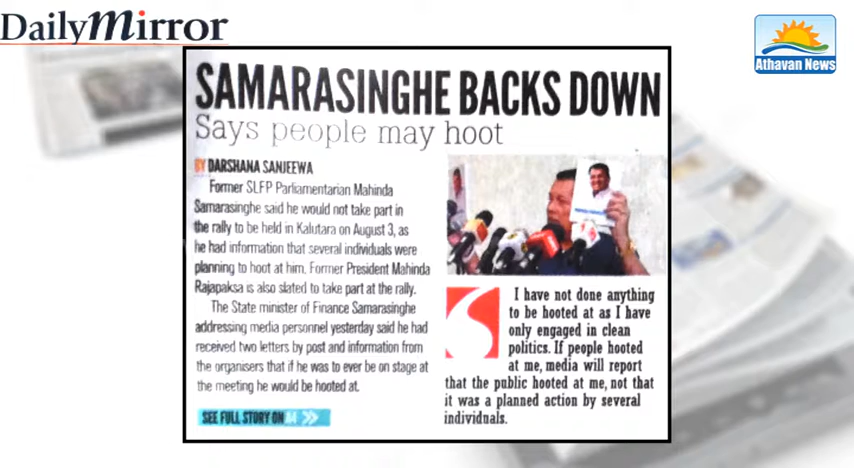 DailyMirror
Athavan News
SAMARASINGHE BACKS DOWN
Says people may hoot
BY DARSHANA SANJEEWA
Former SLFP Parliamentarian Mahinda
Samarasinghe said he would not take part in
the rally to be held in Kalutara on August 3, as
he had information that several individuals were
planning to hoot at him. Former President Mahinda
Rajapaksa is also slated to take part at the rally.
The State minister of Finance Samarasinghe
addressing media personnel yesterday said he had
received two letters by post and information from
the organisers that if he was to ever be on stage at
the meeting he would be hooted at.
SEE FULL STORY ON A4
I have not done anything
to be hooted at as I have
only engaged in clean
politics. If people hooted
at me, media will report
that the public hooted at me, not that
it was a planned action by several
individuals.